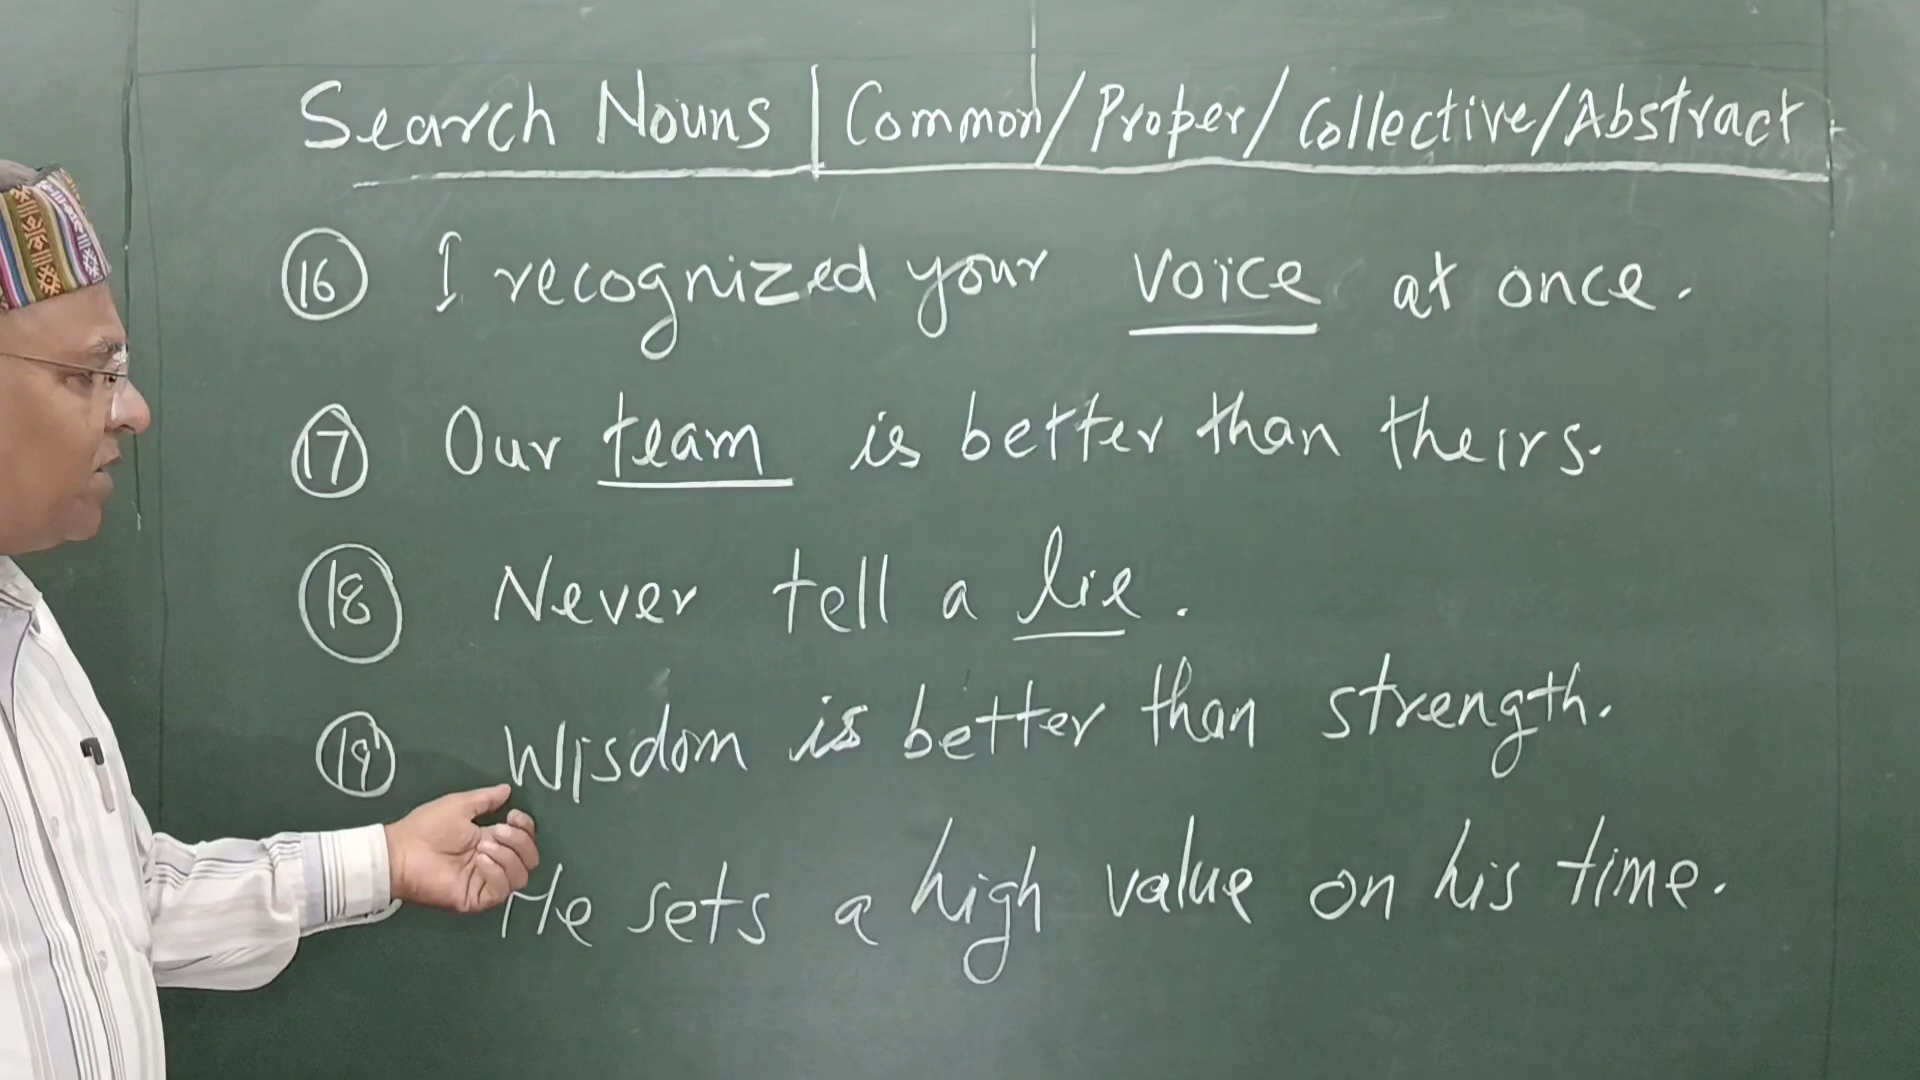 Search Nouns | Common/Proper/Collective/Abstract
16 I recognized your voice at once.
17 Our team is better than theirs.
18 Never tell a lie.
19 Wisdom is better than strength.
He sets a high value on his time.